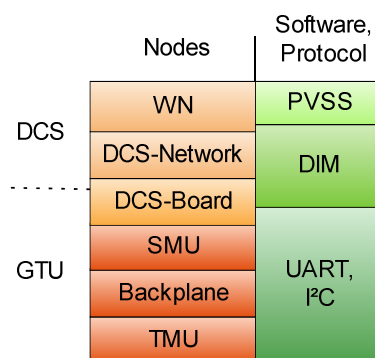 Nodes
Software,
Protocol
DCS
GTU
WN
DCS-Network
DCS-Board
SMU
Backplane
TMU
PVSS
DIM
UART,
I²C